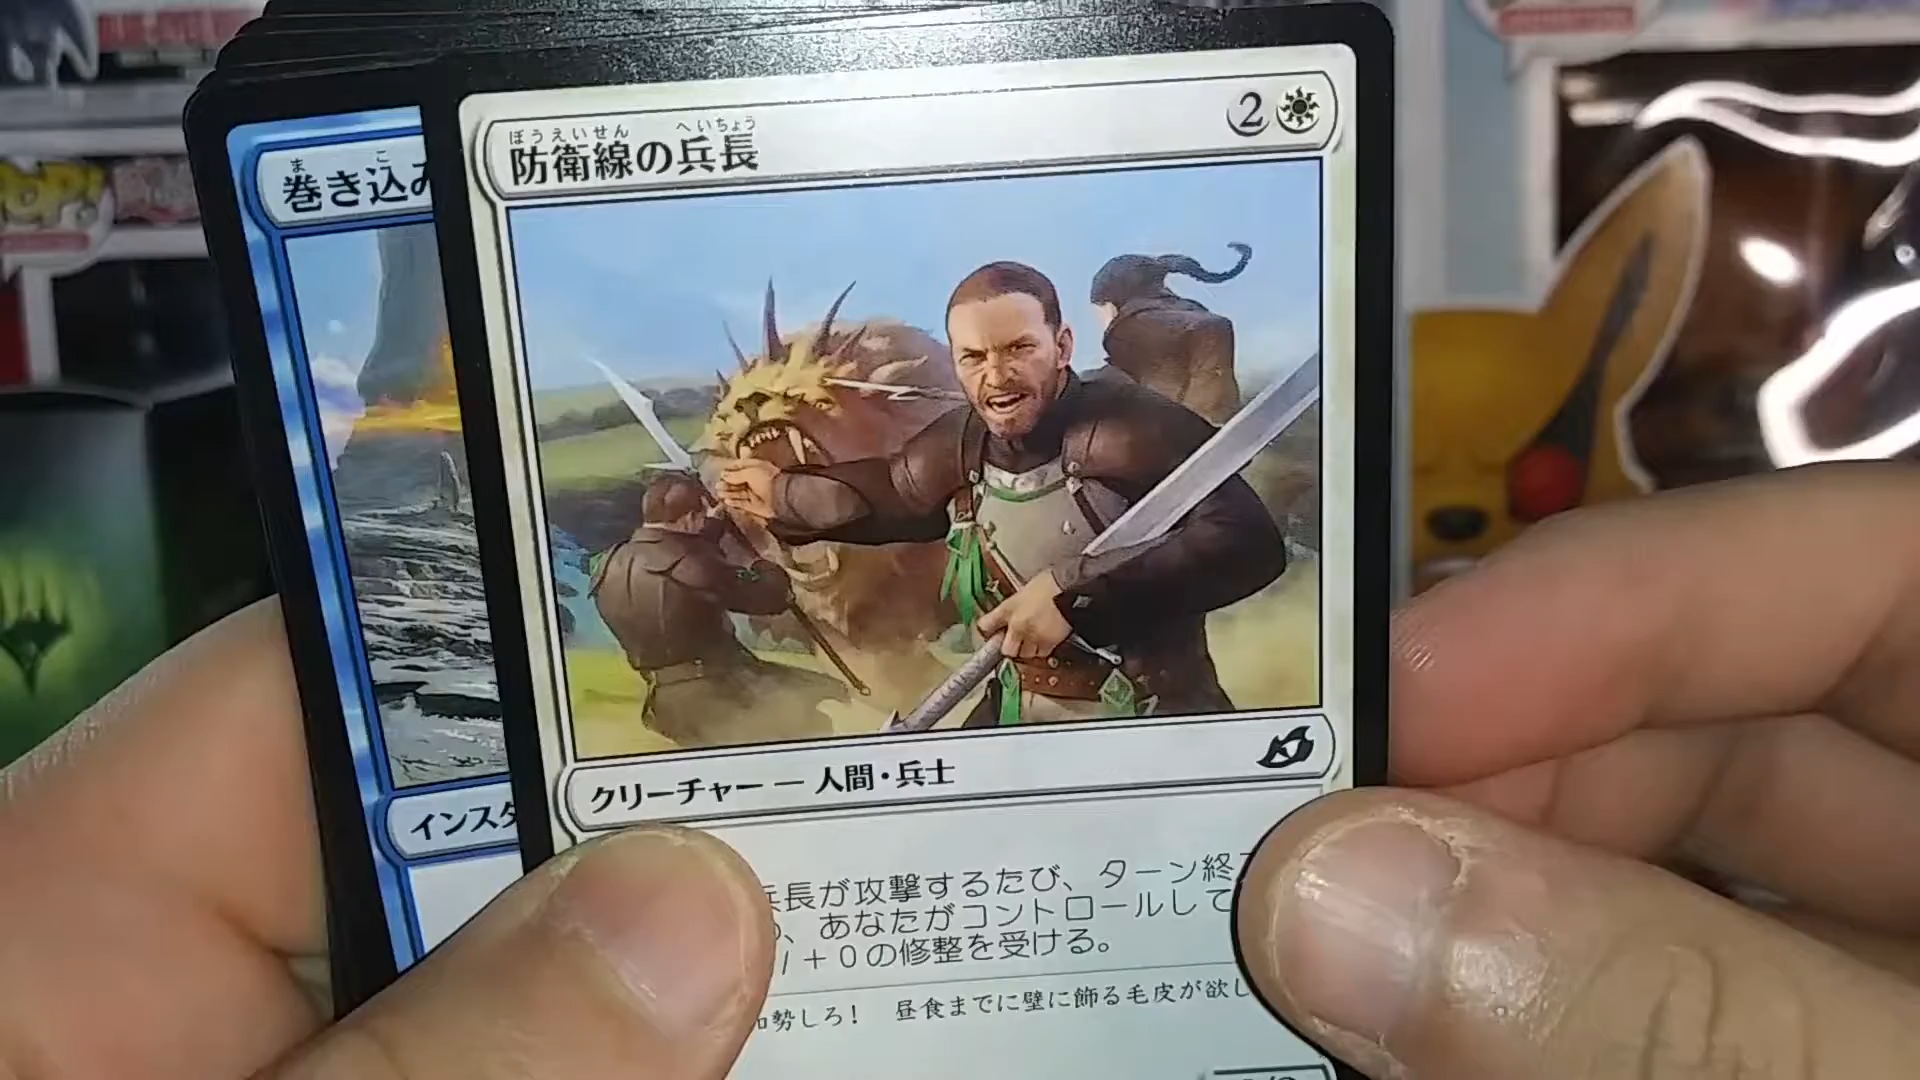 ぼうえいせん へいちょう
防衛線の兵長
2
ま こ
巻き込み
クリーチャー — 人間・兵士
インスタ
兵長が攻撃するたび、ターン終
、あなたがコントロールして
+0の修整を受ける。
勢しろ! 昼食までに壁に飾る毛皮が欲し